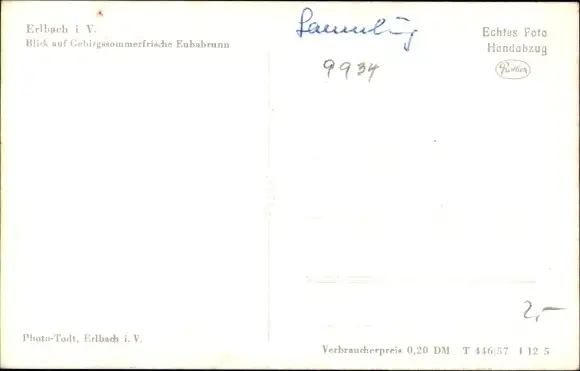 Erlbach i. V.
Blick auf Gebirgssommerfrische Eubabrunn
Sammlung
9934
Echtes Foto
Handabzug
2,-
Photo-Todt, Erlbach i. V.
Verbraucherpreis 0,20 DM T 446/57 I 12 5